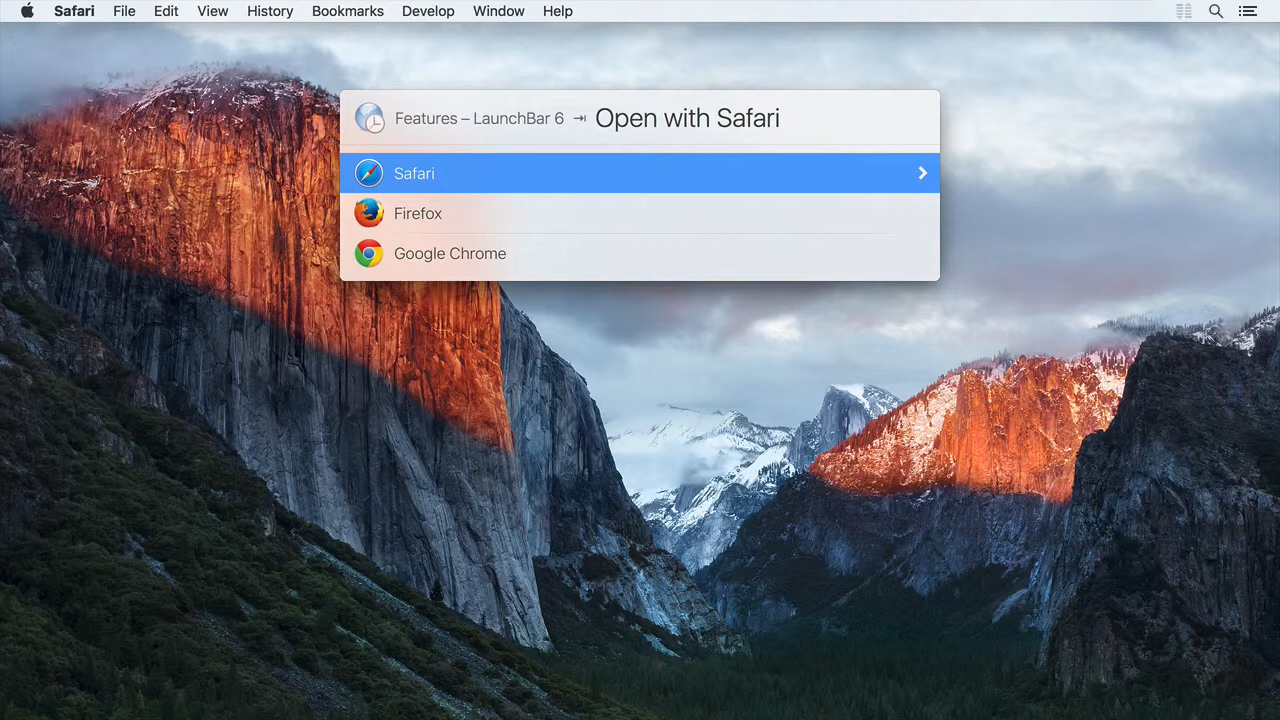 Safari File Edit View History Bookmarks Develop Window Help
Features – LaunchBar 6 ⇥ Open with Safari
Safari
Firefox
Google Chrome